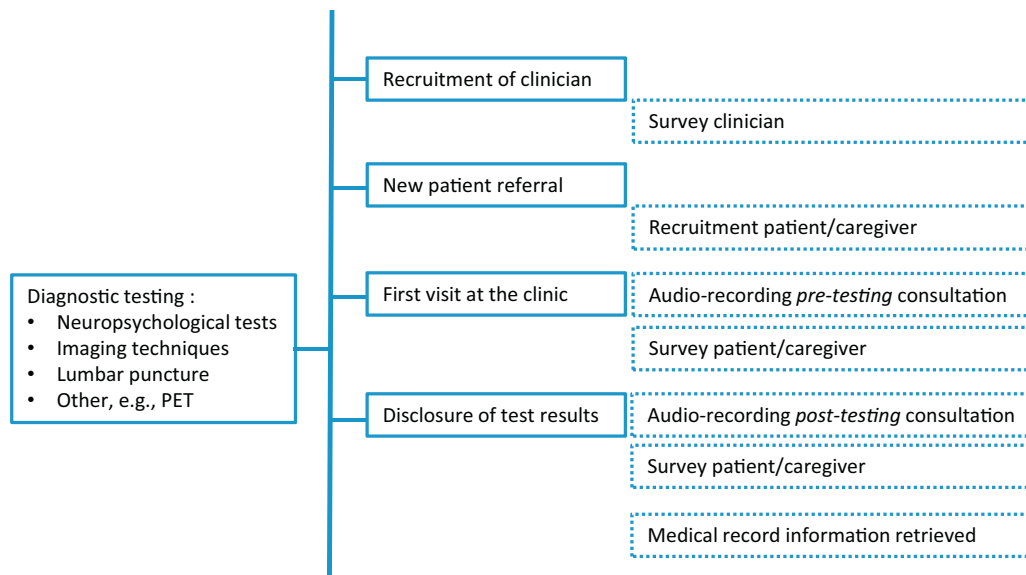 Recruitment of clinician
Survey clinician
New patient referral
Recruitment patient/caregiver
Diagnostic testing :
• Neuropsychological tests
• Imaging techniques
• Lumbar puncture
• Other, e.g., PET
First visit at the clinic
Audio-recording pre-testing consultation
Survey patient/caregiver
Disclosure of test results
Audio-recording post-testing consultation
Survey patient/caregiver
Medical record information retrieved